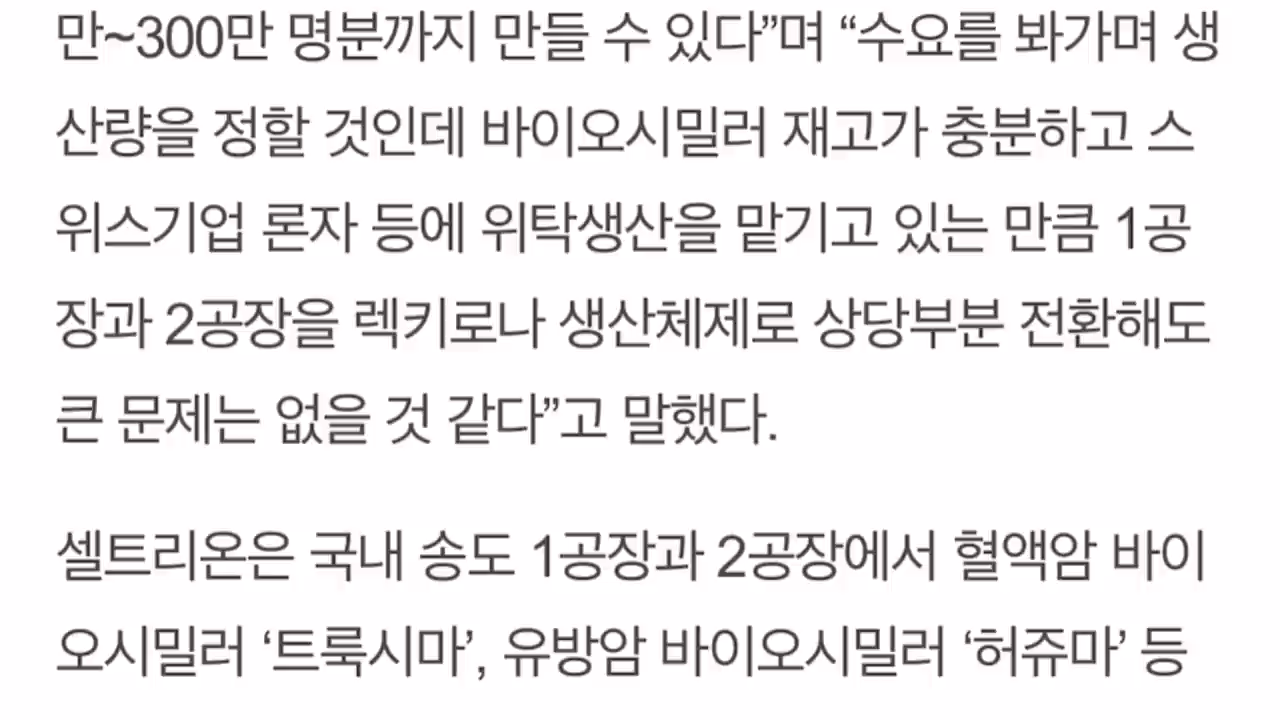 만~300만 명분까지 만들 수 있다”며 “수요를 봐가며 생
산량을 정할 것인데 바이오시밀러 재고가 충분하고 스
위스기업 론자 등에 위탁생산을 맡기고 있는 만큼 1공
장과 2공장을 렉키로나 생산체제로 상당부분 전환해도
큰 문제는 없을 것 같다”고 말했다.
셀트리온은 국내 송도 1공장과 2공장에서 혈액암 바이
오시밀러 ‘트룩시마’, 유방암 바이오시밀러 ‘허쥬마’ 등